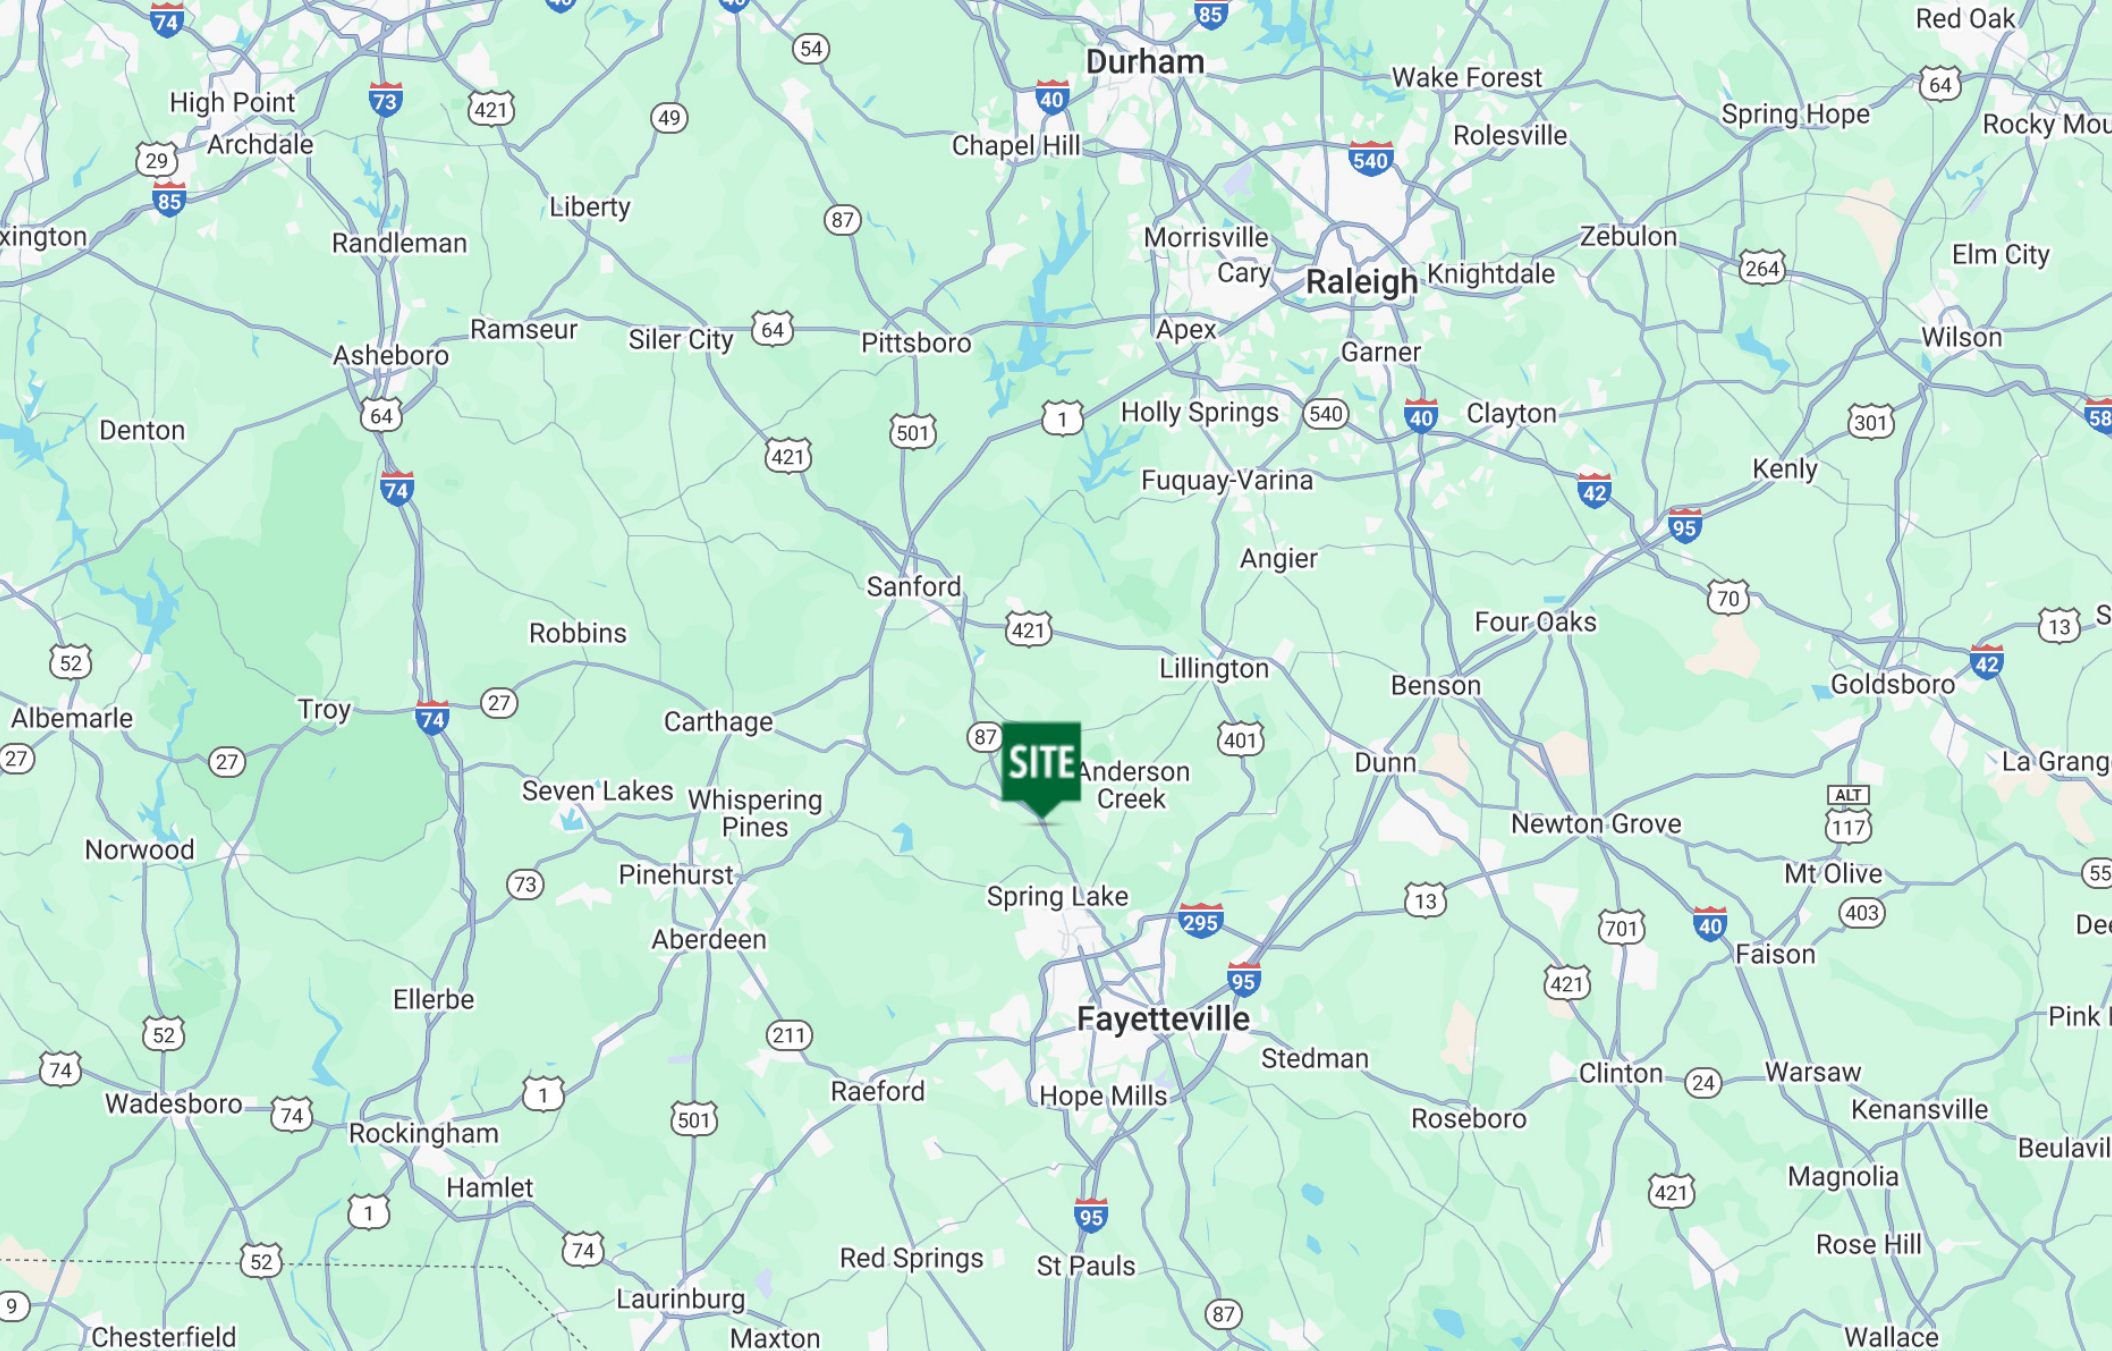 74
40
40
85
Red Oak
54
Durham
Wake Forest
64
High Point
73
421
49
40
Spring Hope
Rocky Mou
Archdale
Chapel Hill
540
Rolesville
29
85
Liberty
87
xington
Randleman
Morrisville
Zebulon
Elm City
Cary
Raleigh
Knightdale
264
Ramseur
Siler City
64
Pittsboro
Apex
Wilson
Asheboro
Garner
64
Denton
501
1
Holly Springs
540
40
Clayton
301
58
421
74
Fuquay-Varina
42
Kenly
95
Angier
Sanford
70
Robbins
421
Four Oaks
13
S
52
Lillington
42
Benson
Goldsboro
Albemarle
Troy
74
27
Carthage
87
401
27
27
SITE
Anderson
Creek
Dunn
La Grang
Seven Lakes
Whispering
Pines
ALT
117
Norwood
Newton Grove
Pinehurst
Mt Olive
55
73
Spring Lake
13
403
295
701
40
Dee
Aberdeen
Faison
95
421
Ellerbe
Fayetteville
Pink
52
211
Stedman
74
Raeford
Clinton
24
Warsaw
Wadesboro
74
1
Hope Mills
Kenansville
501
Roseboro
Rockingham
Beulavil
Hamlet
Magnolia
1
95
421
52
74
Red Springs
St Pauls
Rose Hill
9
Laurinburg
87
Chesterfield
Maxton
Wallace